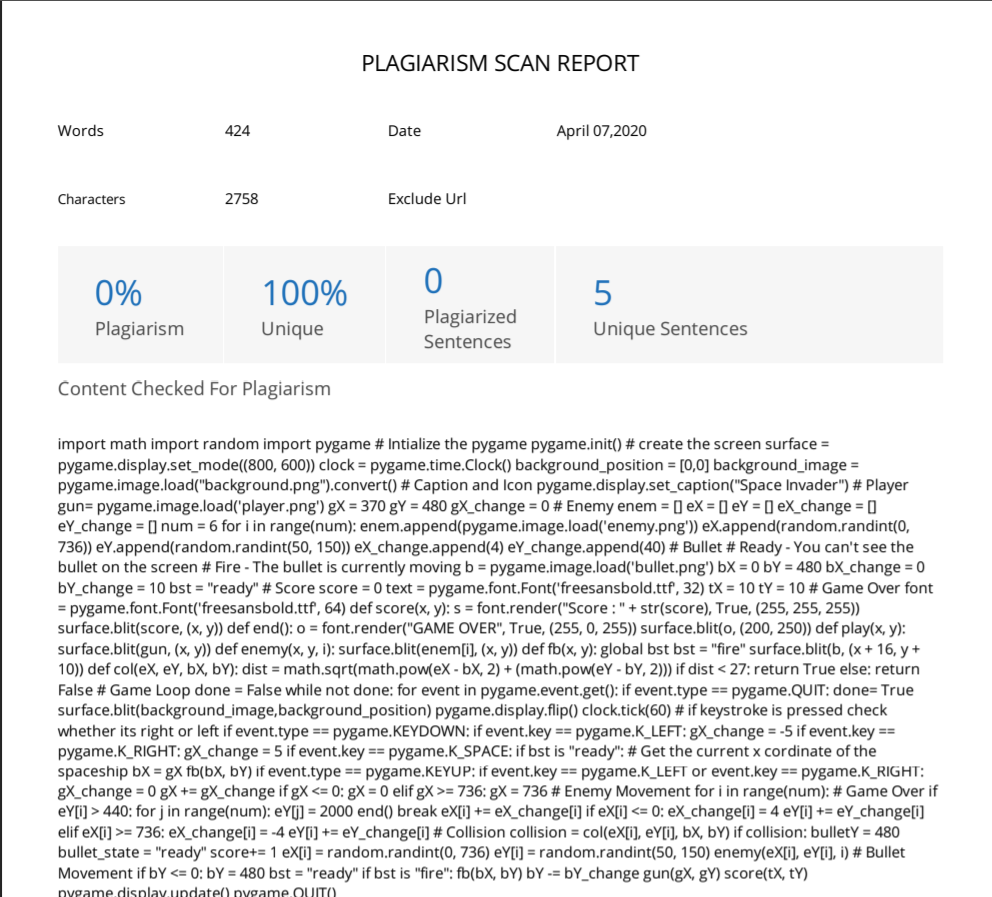 PLAGIARISM SCAN REPORT
Words 424 Date April 07,2020
Characters 2758 Exclude Url
0% 100% 0 5
Plagiarism Unique Plagiarized Sentences Unique Sentences
Content Checked For Plagiarism
import math import random import pygame # Intialize the pygame pygame.init() # create the screen surface =
pygame.display.set_mode((800, 600)) clock = pygame.time.Clock() background_position = [0,0] background_image =
pygame.image.load("background.png").convert() # Caption and Icon pygame.display.set_caption("Space Invader") # Player
gun= pygame.image.load('player.png') gX = 370 gY = 480 gX_change = 0 # Enemy enem = [] eX = [] eY = [] eX_change = []
eY_change = [] num = 6 for i in range(num): enem.append(pygame.image.load('enemy.png')) eX.append(random.randint(0,
736)) eY.append(random.randint(50, 150)) eX_change.append(4) eY_change.append(40) # Bullet # Ready - You can't see the
bullet on the screen # Fire - The bullet is currently moving b = pygame.image.load('bullet.png') bX = 0 bY = 480 bX_change = 0
bY_change = 10 bst = "ready" # Score score = 0 text = pygame.font.Font('freesansbold.ttf', 32) tX = 10 tY = 10 # Game Over font
= pygame.font.Font('freesansbold.ttf', 64) def score(x, y): s = font.render("Score : " + str(score), True, (255, 255, 255))
surface.blit(score, (x, y)) def end(): o = font.render("GAME OVER", True, (255, 0, 255)) surface.blit(o, (200, 250)) def play(x, y):
surface.blit(gun, (x, y)) def enemy(x, y, i): surface.blit(enem[i], (x, y)) def fb(x, y): global bst bst = "fire" surface.blit(b, (x + 16, y +
10)) def col(eX, eY, bX, bY): dist = math.sqrt(math.pow(eX - bX, 2) + (math.pow(eY - bY, 2))) if dist < 27: return True else: return
False # Game Loop done = False while not done: for event in pygame.event.get(): if event.type == pygame.QUIT: done= True
surface.blit(background_image,background_position) pygame.display.flip() clock.tick(60) # if keystroke is pressed check
whether its right or left if event.type == pygame.KEYDOWN: if event.key == pygame.K_LEFT: gX_change = -5 if event.key ==
pygame.K_RIGHT: gX_change = 5 if event.key == pygame.K_SPACE: if bst is "ready": # Get the current x cordinate of the
spaceship bX = gX fb(bX, bY) if event.type == pygame.KEYUP: if event.key == pygame.K_LEFT or event.key == pygame.K_RIGHT:
gX_change = 0 gX += gX_change if gX <= 0: gX = 0 elif gX >= 736: gX = 736 # Enemy Movement for i in range(num): # Game Over if
eY[i] > 440: for j in range(num): eY[j] = 2000 end() break eX[i] += eX_change[i] if eX[i] <= 0: eX_change[i] = 4 eY[i] += eY_change[i]
elif eX[i] >= 736: eX_change[i] = -4 eY[i] += eY_change[i] # Collision collision = col(eX[i], eY[i], bX, bY) if collision: bulletY = 480
bullet_state = "ready" score+= 1 eX[i] = random.randint(0, 736) eY[i] = random.randint(50, 150) enemy(eX[i], eY[i], i) # Bullet
Movement if bY <= 0: bY = 480 bst = "ready" if bst is "fire": fb(bX, bY) bY -= bY_change gun(gX, gY) score(tX, tY)
pygame.display.update() pygame.QUIT()